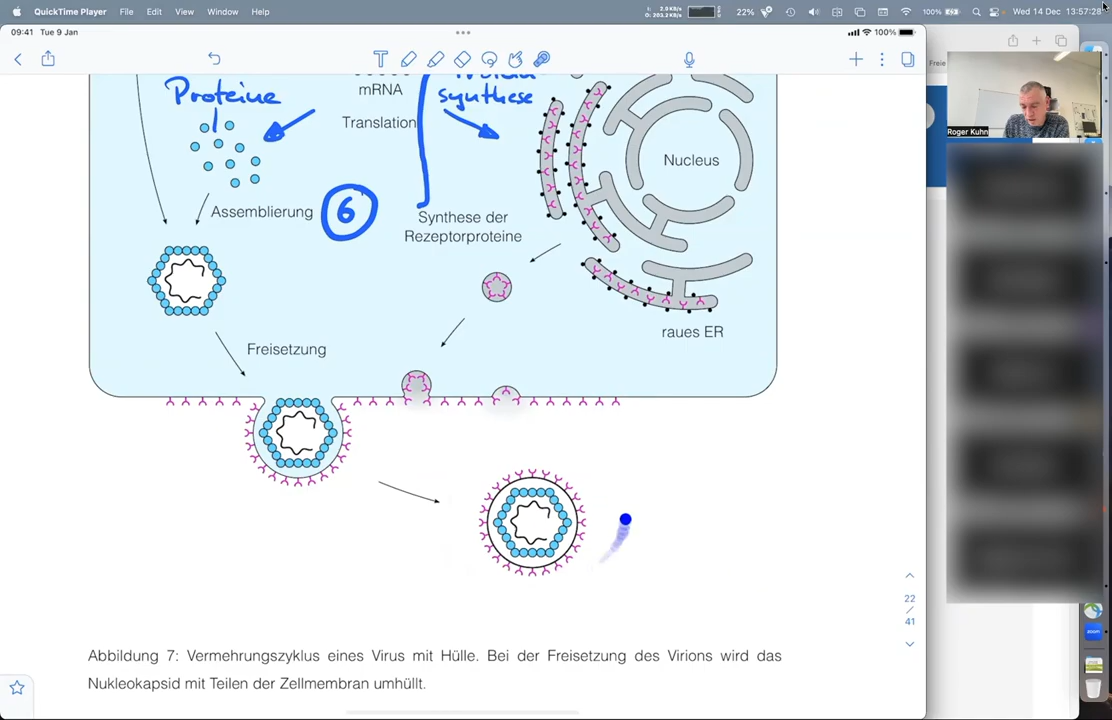 QuickTime Player File Edit View Window Help
22% 100% Wed 14 Dec 13:57:28
09:41 Tue 9 Jan
100%
Freie
Roger Kuhn
Proteine
mRNA
synthese
Translation
Nucleus
Assemblierung
6
Synthese der
Rezeptorproteine
raues ER
Freisetzung
22
/
41
zoom
Abbildung 7: Vermehrungszyklus eines Virus mit Hülle. Bei der Freisetzung des Virions wird das
Nukleokapsid mit Teilen der Zellmembran umhüllt.